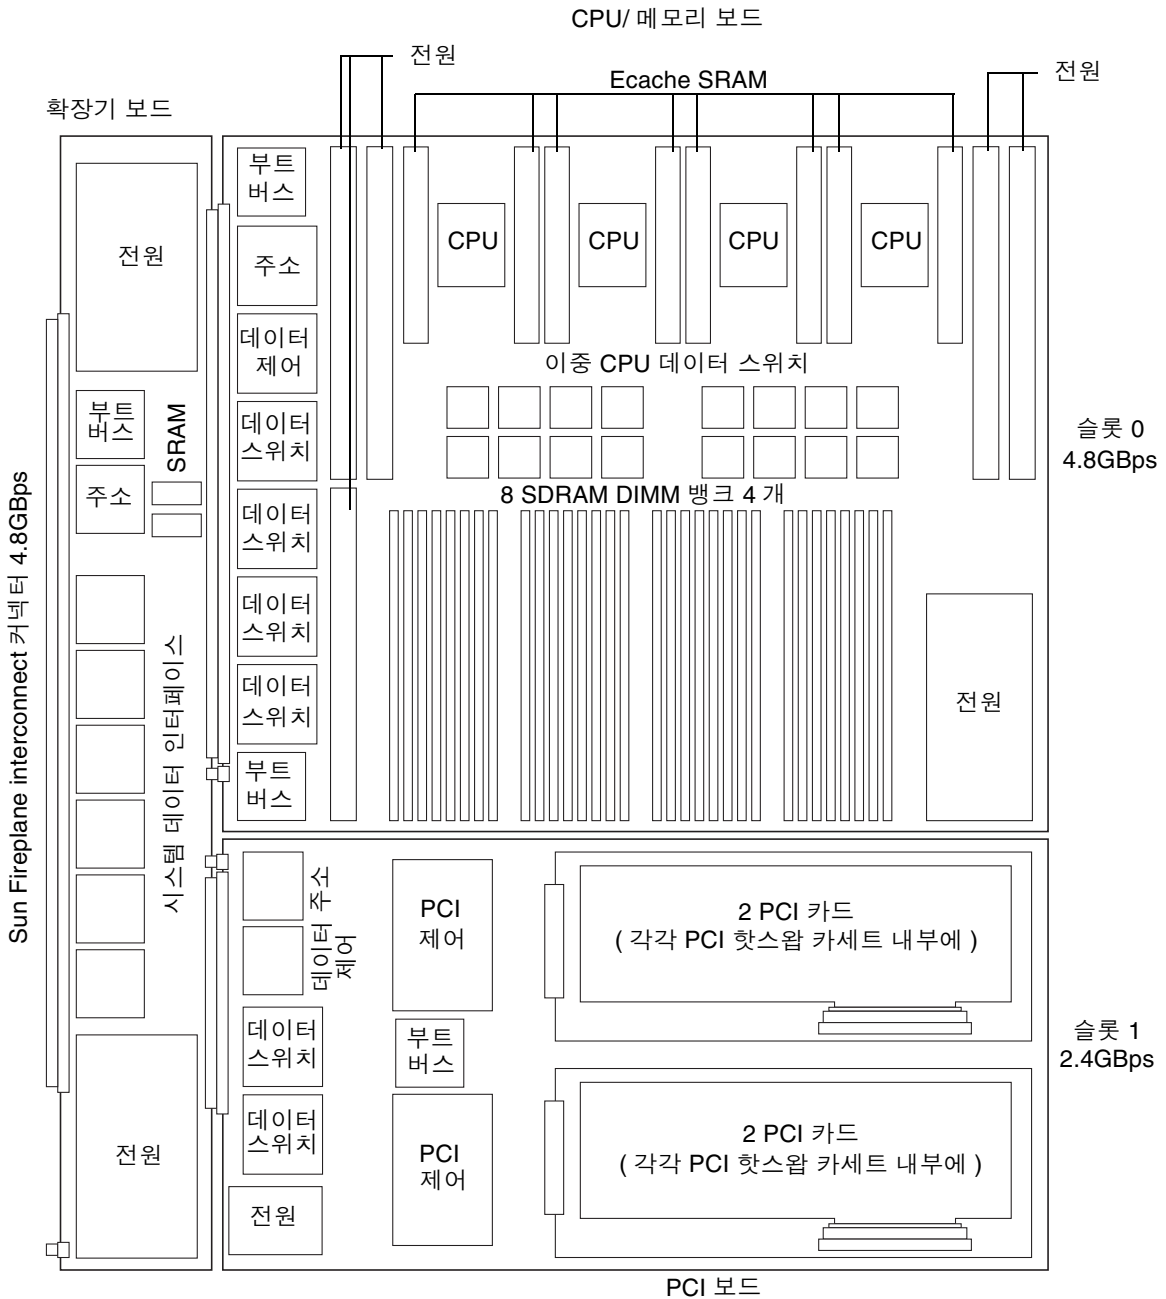 CPU/ 메모리 보드
전원
Ecache SRAM
전원
확장기 보드
부트
버스
전원
CPU
CPU
CPU
CPU
주소
데이터
제어
이중 CPU 데이터 스위치
부트
버스
SRAM
데이터
스위치
슬롯 0
4.8GBps
주소
8 SDRAM DIMM 뱅크 4 개
데이터
스위치
Sun Fireplane interconnect 커넥터 4.8GBps
시스템 데이터 인터페이스
데이터
스위치
데이터
스위치
전원
부트
버스
주소
데이터
제어
PCI
제어
2 PCI 카드
( 각각 PCI 핫스왑 카세트 내부에 )
데이터
스위치
부트
버스
슬롯 1
2.4GBps
데이터
스위치
PCI
제어
2 PCI 카드
( 각각 PCI 핫스왑 카세트 내부에 )
전원
전원
PCI 보드